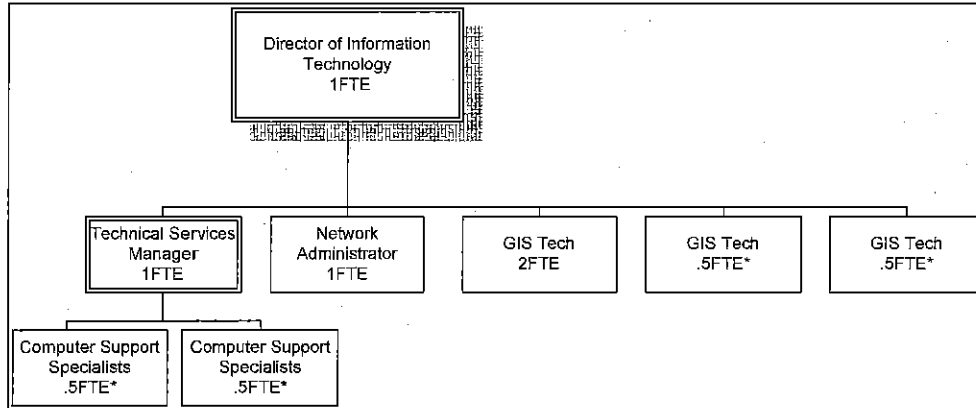 Director of Information
Technology
1FTE
Technical Services
Manager
1FTE
Network
Administrator
1FTE
GIS Tech
2FTE
GIS Tech
.5FTE*
GIS Tech
.5FTE*
Computer Support
Specialists
.5FTE*
Computer Support
Specialists
.5FTE*